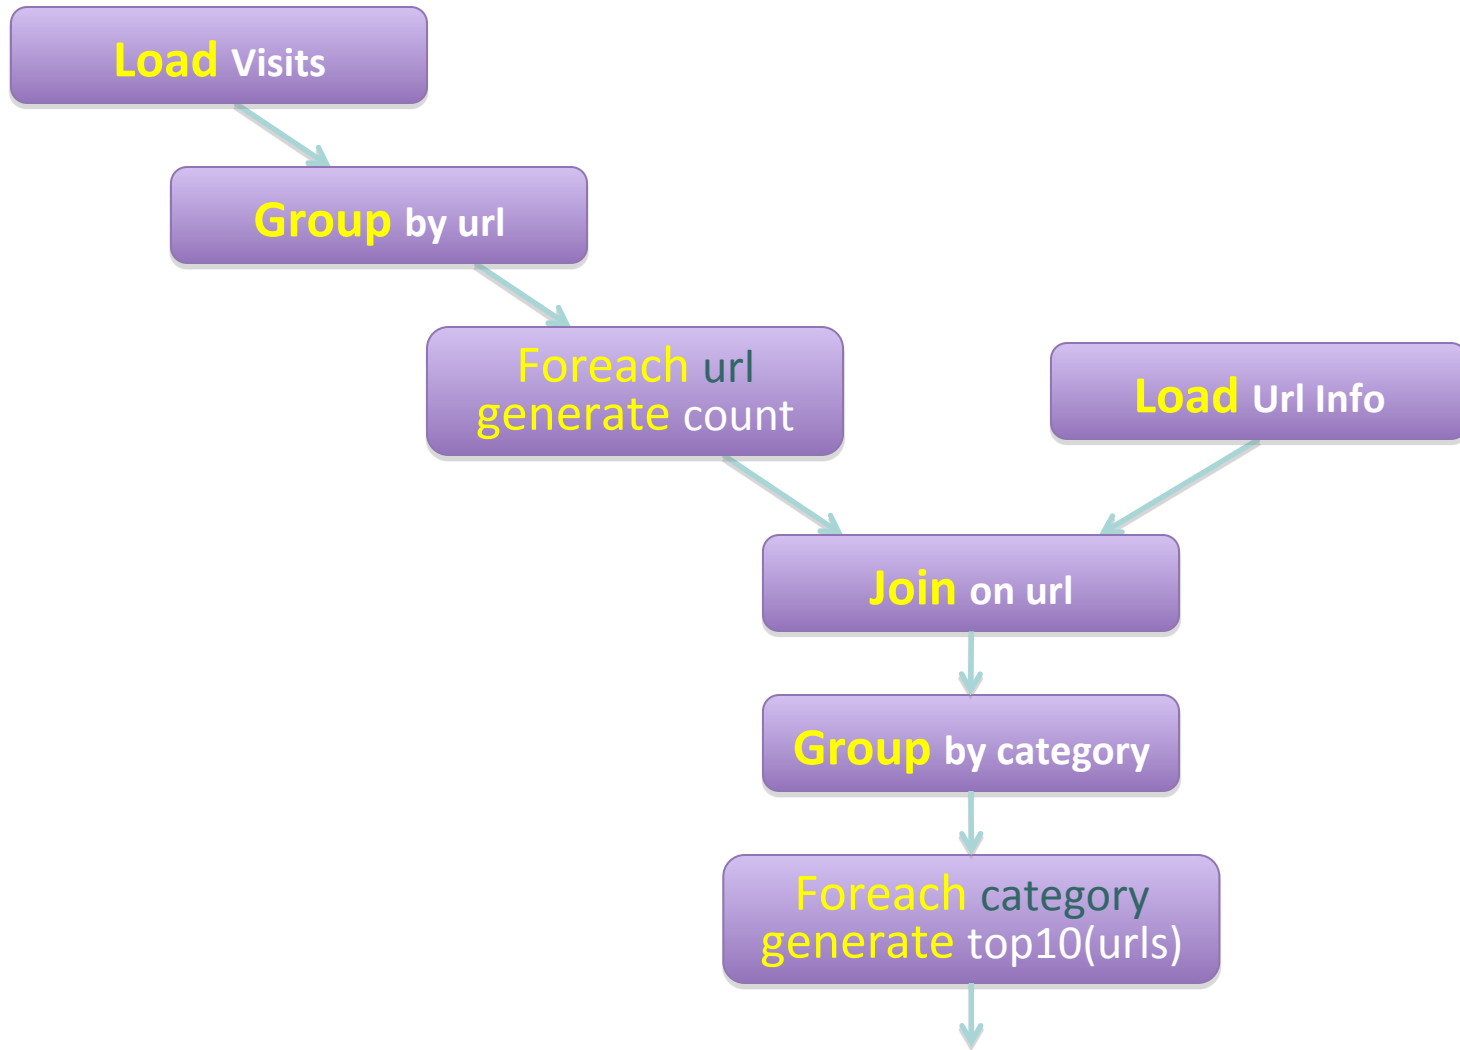 Load Visits
Group by url
Foreach url
generate count
Load Url Info
Join on url
Group by category
Foreach category
generate top10(urls)